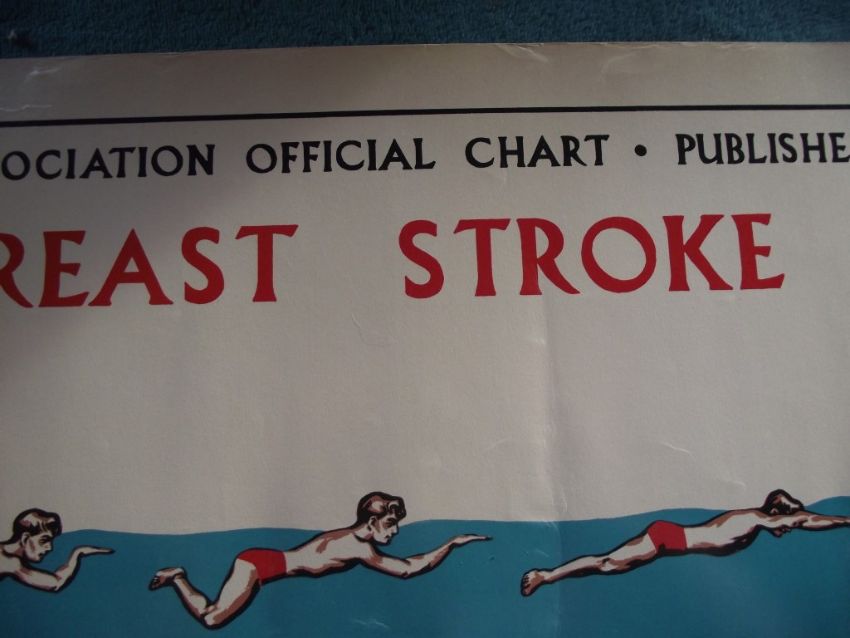 OCIATION OFFICIAL CHART • PUBLISHE
REAST STROKE